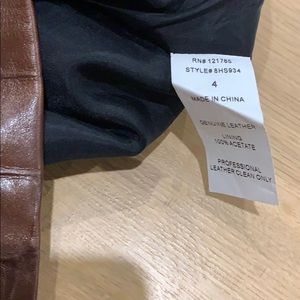 RN# 121765
STYLE# 8HS934
4
MADE IN CHINA
GENUINE LEATHER
LINING
100% ACETATE
PROFESSIONAL
LEATHER CLEAN ONLY